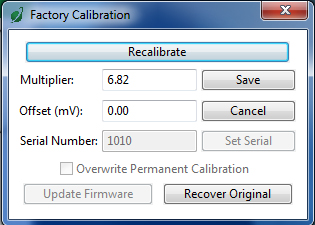 Factory Calibration
Recalibrate
Multiplier: 6.82 Save
Offset (mV): 0.00 Cancel
Serial Number: 1010 Set Serial
Overwrite Permanent Calibration
Update Firmware Recover Original